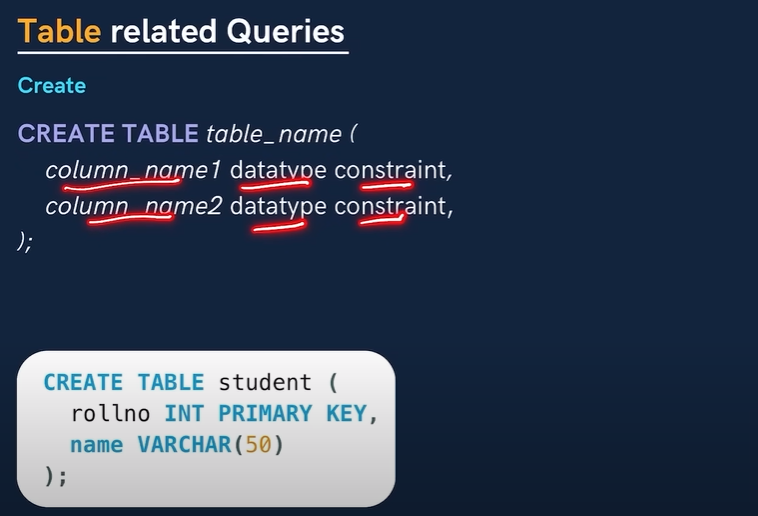 Table related Queries
Create
CREATE TABLE table_name (
column_name1 datatype constraint,
column_name2 datatype constraint,
);
CREATE TABLE student (
rollno INT PRIMARY KEY,
name VARCHAR(50)
);